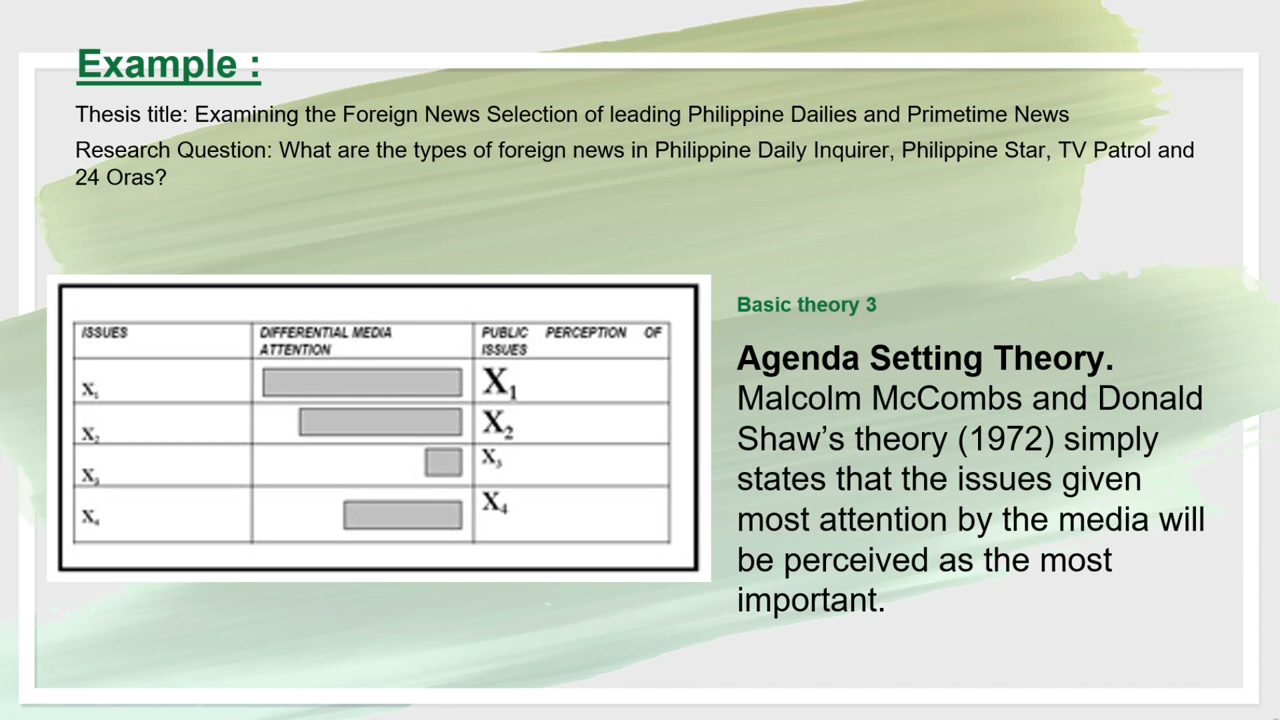 Example :
Thesis title: Examining the Foreign News Selection of leading Philippine Dailies and Primetime News
Research Question: What are the types of foreign news in Philippine Daily Inquirer, Philippine Star, TV Patrol and
24 Oras?
ISSUES
DIFFERENTIAL MEDIA
ATTENTION
PUBLIC PERCEPTION OF
ISSUES
X₁
X₁
X₂
X₂
X₃
X₃
X₄
X₄
Basic theory 3
Agenda Setting Theory.
Malcolm McCombs and Donald
Shaw’s theory (1972) simply
states that the issues given
most attention by the media will
be perceived as the most
important.